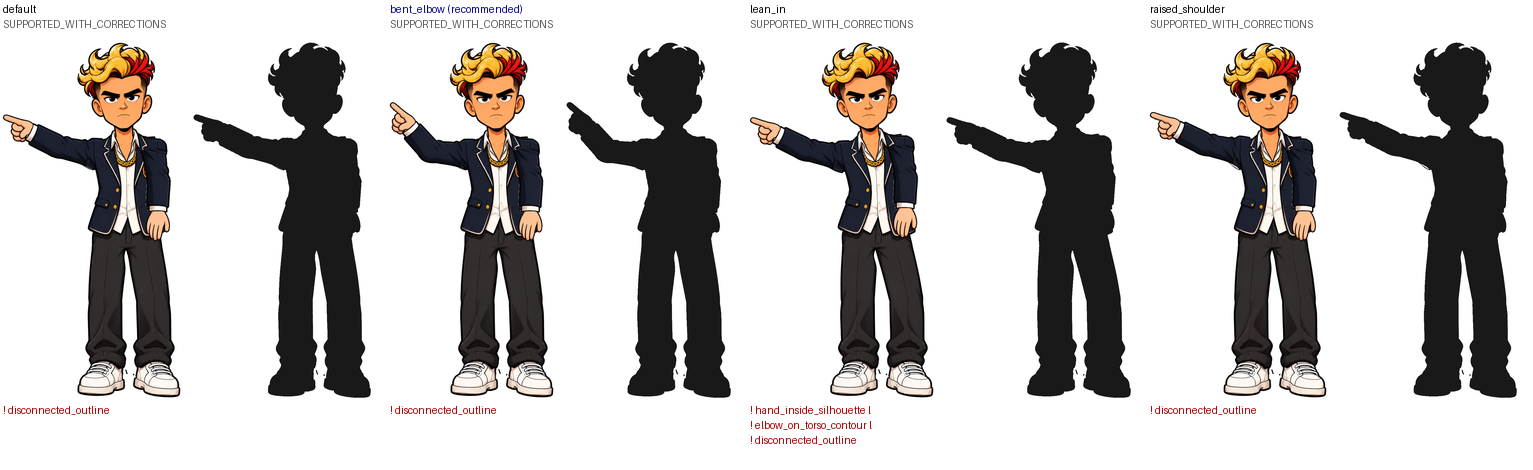 default
SUPPORTED_WITH_CORRECTIONS
! disconnected_outline
bent_elbow (recommended)
SUPPORTED_WITH_CORRECTIONS
! disconnected_outline
lean_in
SUPPORTED_WITH_CORRECTIONS
! hand_inside_silhouette l
! elbow_on_torso_contour l
! disconnected_outline
raised_shoulder
SUPPORTED_WITH_CORRECTIONS
! disconnected_outline